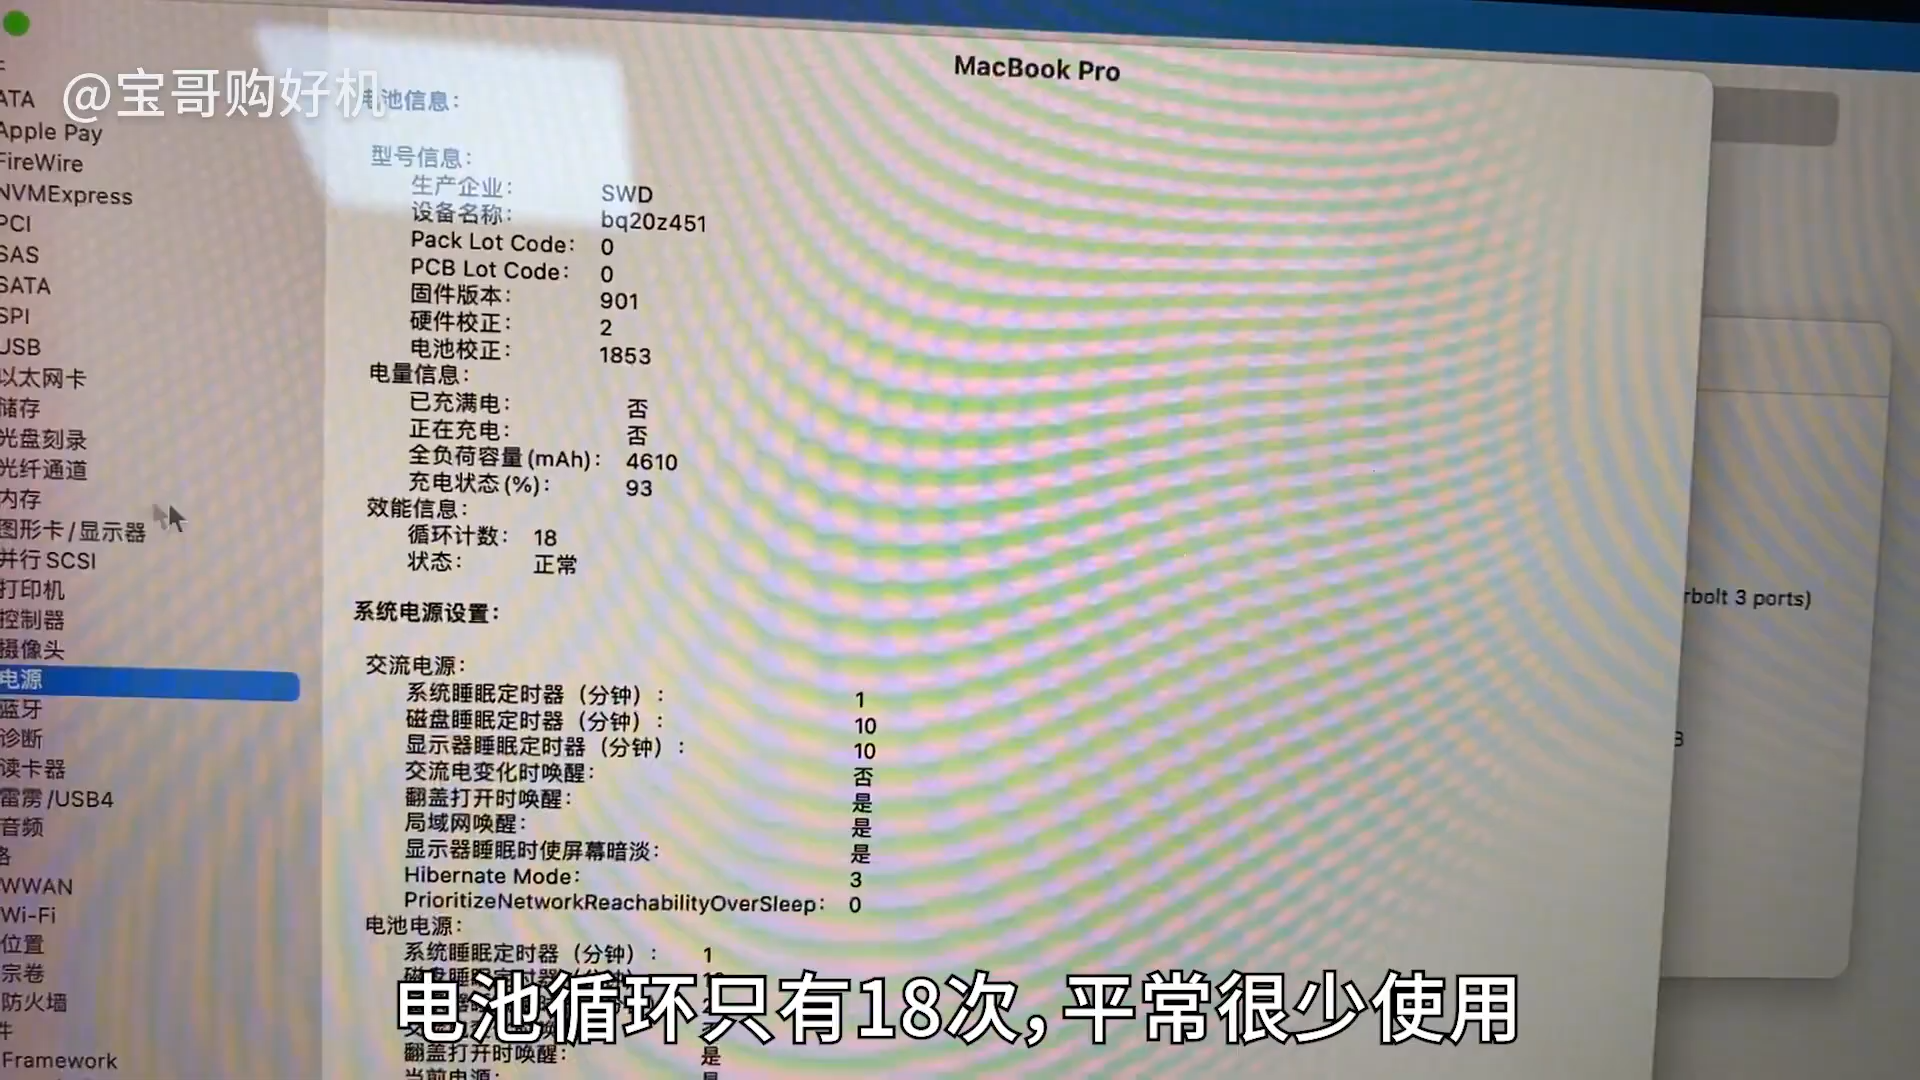 MacBook Pro
@宝哥购好机
电池信息：
型号信息：
生产企业： SWD
设备名称： bq20z451
Pack Lot Code： 0
PCB Lot Code： 0
固件版本： 901
硬件校正： 2
电池校正： 1853
电量信息：
已充满电： 否
正在充电： 否
全负荷容量 (mAh)： 4610
充电状态 (%)： 93
效能信息：
循环计数： 18
状态： 正常
系统电源设置：
交流电源：
系统睡眠定时器（分钟）： 1
磁盘睡眠定时器（分钟）： 10
显示器睡眠定时器（分钟）： 10
交流电变化时唤醒： 否
翻盖打开时唤醒： 是
局域网唤醒： 是
显示器睡眠时使屏幕暗淡： 是
Hibernate Mode： 3
PrioritizeNetworkReachabilityOverSleep： 0
电池电源：
系统睡眠定时器（分钟）： 1
翻盖打开时唤醒： 是
当前电源：
ATA
Apple Pay
FireWire
NVMExpress
PCI
SAS
SATA
SPI
USB
以太网卡
储存
光盘刻录
光纤通道
内存
图形卡/显示器
并行 SCSI
打印机
控制器
摄像头
电源
蓝牙
诊断
读卡器
雷雳/USB4
音频
络
WWAN
Wi-Fi
位置
宗卷
防火墙
件
Framework
rbolt 3 ports)
3
电池循环只有18次，平常很少使用